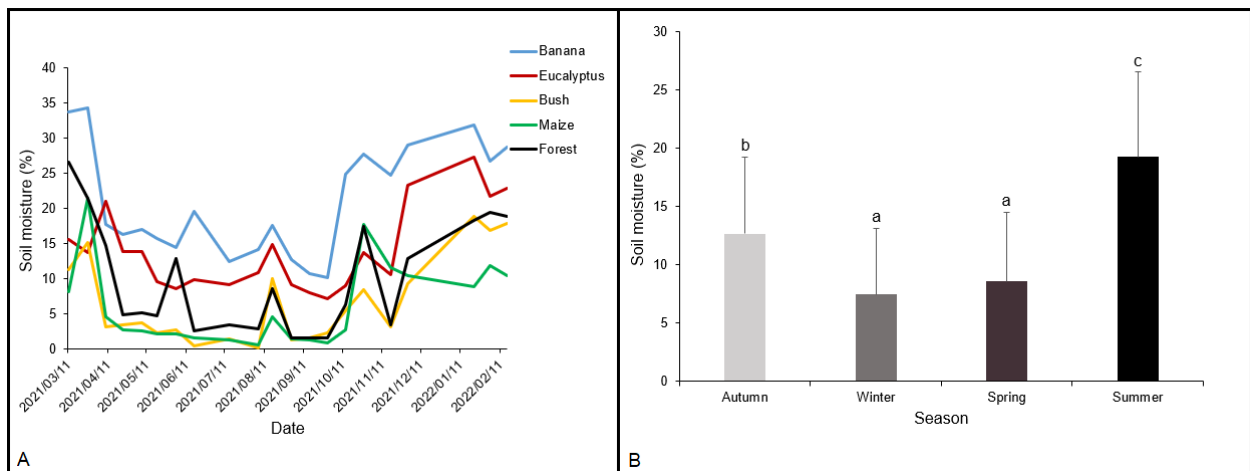 Banana
Eucalyptus
Bush
Maize
Forest
40
35
30
25
20
15
10
5
0
Soil moisture (%)
2021/03/11
2021/04/11
2021/05/11
2021/06/11
2021/07/11
2021/08/11
2021/09/11
2021/10/11
2021/11/11
2021/12/11
2022/01/11
2022/02/11
Date
A
30
25
20
15
10
5
0
Soil moisture (%)
b
a
a
c
Autumn Winter Spring Summer
Season
B